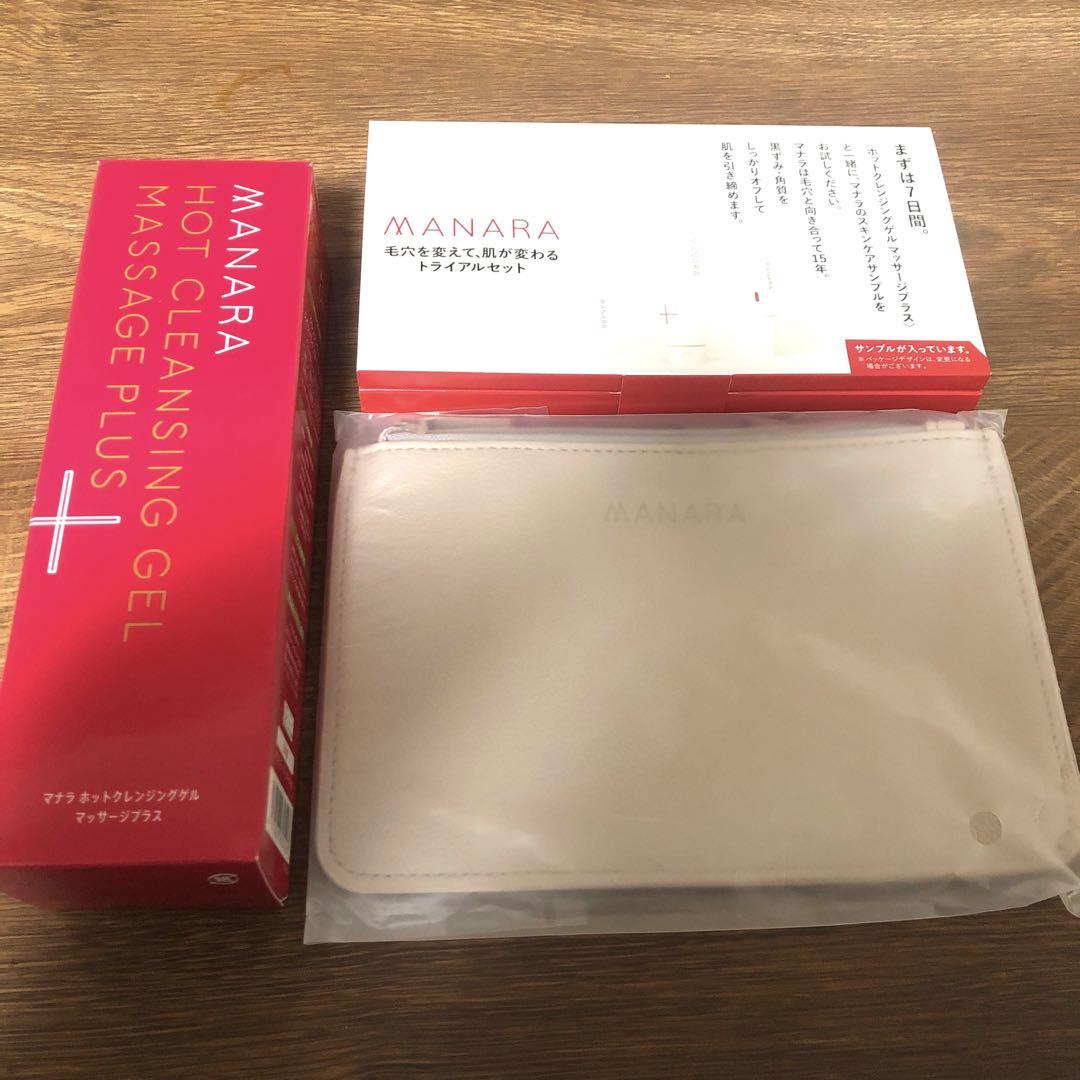 MANARA
HOT CLEANSING GEL
MASSAGE PLUS
マナラ ホットクレンジングゲル
マッサージプラス
MANARA
毛穴を変えて、肌が変わる
トライアルセット
まずは7日間。
ホットクレンジングゲル マッサージプラス〉
と一緒に、マナラのスキンケアサンプルを
お試しください。
マナラは毛穴と向き合って15年。
黒ずみ・角質を
しっかりオフして
肌を引き締めます。
MANARA
MANARA
MANARA
サンプルが入っています。
※パッケージデザインは、変更になる
場合がございます。
MANARA